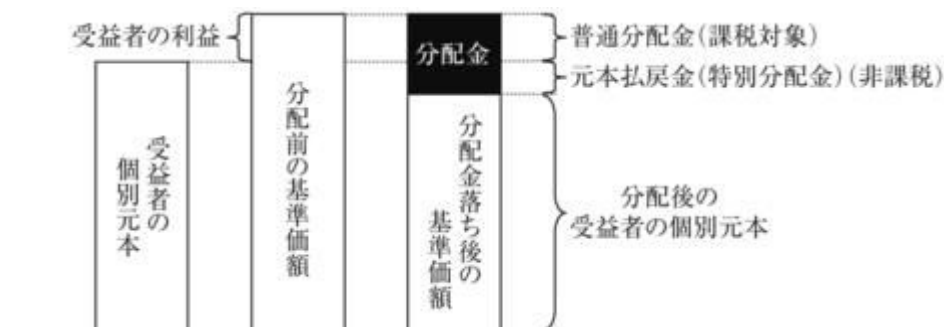 受益者の利益
受益者の
個別元本
分配前の基準価額
分配金
分配金落ち後の
基準価額
普通分配金(課税対象)
元本払戻金(特別分配金)(非課税)
分配後の
受益者の個別元本